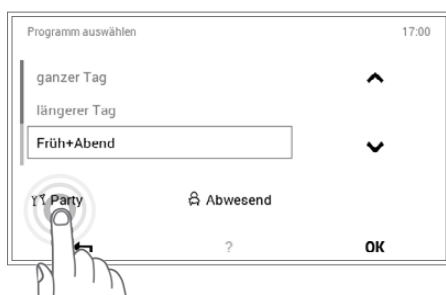 Programm auswählen 17:00
ganzer Tag
längerer Tag
Früh+Abend
Party Abwesend
? OK